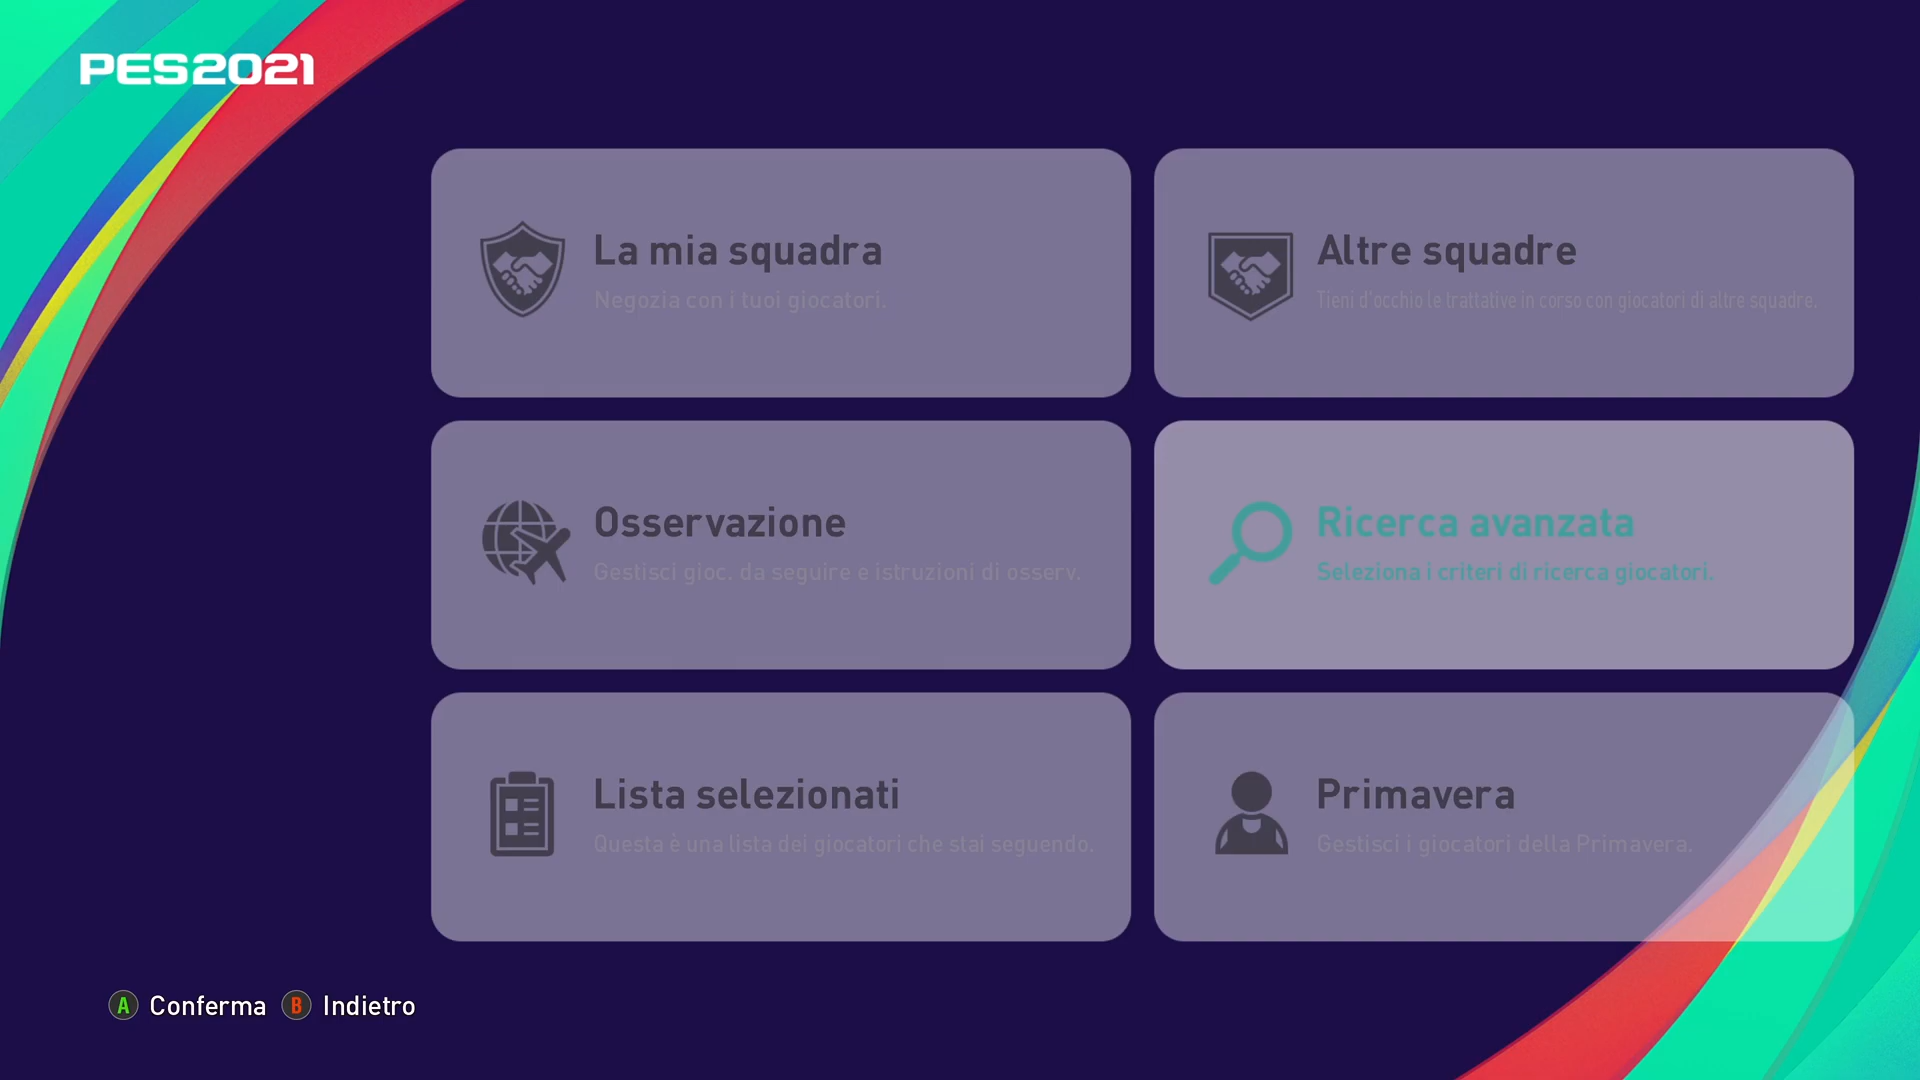 PES2021
La mia squadra
Negozia con i tuoi giocatori.
Altre squadre
Tieni d'occhio le trattative in corso con giocatori di altre squadre.
Osservazione
Gestisci gioc. da seguire e istruzioni di osserv.
Ricerca avanzata
Seleziona i criteri di ricerca giocatori.
Lista selezionati
Questa è una lista dei giocatori che stai seguendo.
Primavera
Gestisci i giocatori della Primavera.
A Conferma B Indietro